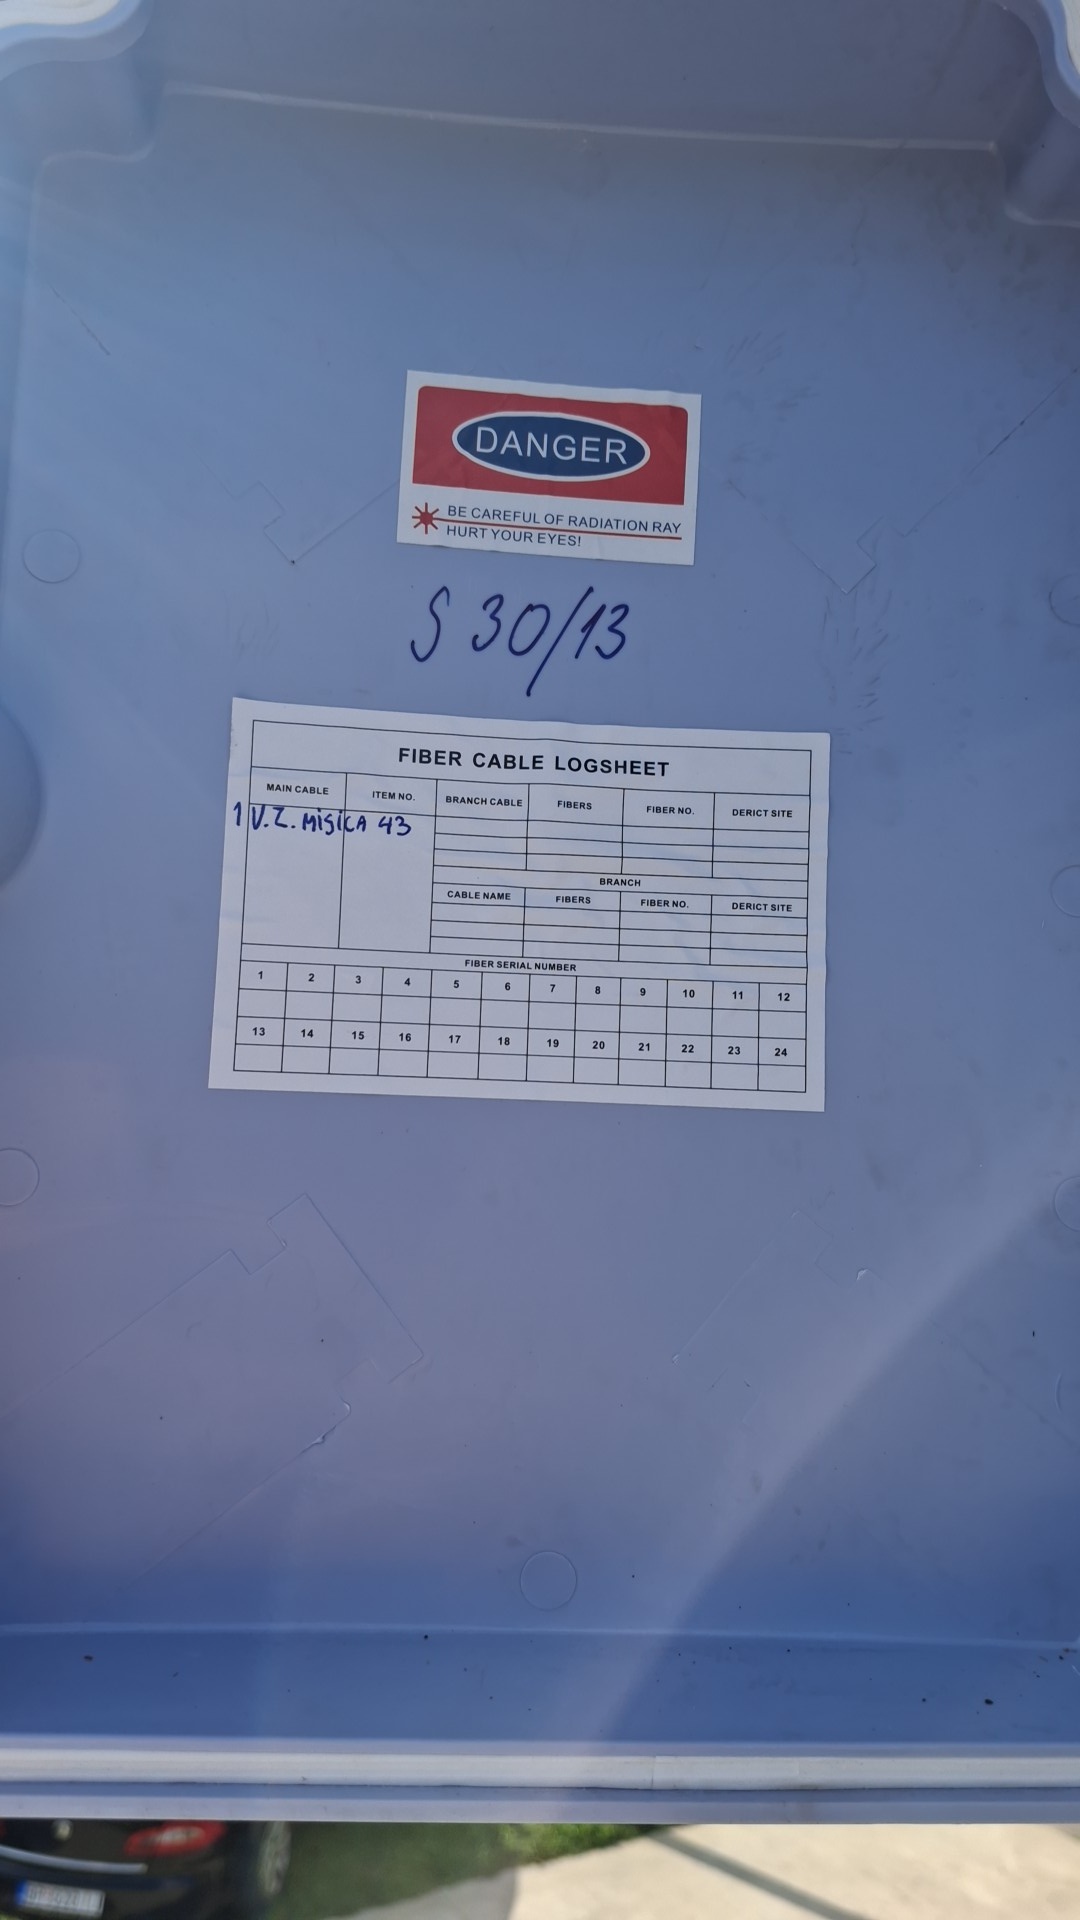 DANGER
BE CAREFUL OF RADIATION RAY
HURT YOUR EYES!
S 30/13
FIBER CABLE LOGSHEET
MAIN CABLE ITEM NO. BRANCH CABLE FIBERS FIBER NO. DERICT SITE
1 V.Z. MišiCA 43
BRANCH
CABLE NAME FIBERS FIBER NO. DERICT SITE
FIBER SERIAL NUMBER
1 2 3 4 5 6 7 8 9 10 11 12
13 14 15 16 17 18 19 20 21 22 23 24